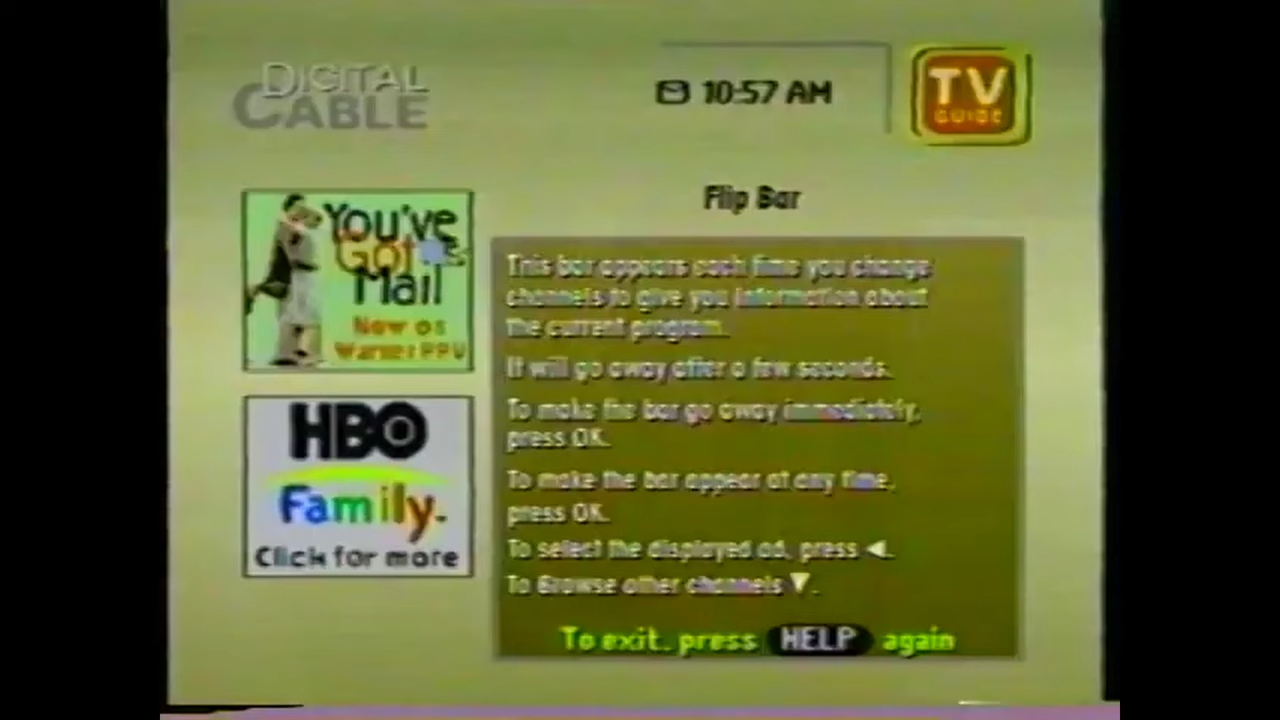 DIGITAL
CABLE
10:57 AM
TV
GUIDE
Flip Bar
You've
Got
Mail
Now on
Warner PPV
HBO
Family.
Click for more
This bar appears each time you change
channels to give you information about
the current program.
It will go away after a few seconds.
To make the bar go away immediately,
press OK.
To make the bar appear at any time,
press OK.
To select the displayed ad, press ◄.
To Browse other channels ▼.
To exit, press HELP again